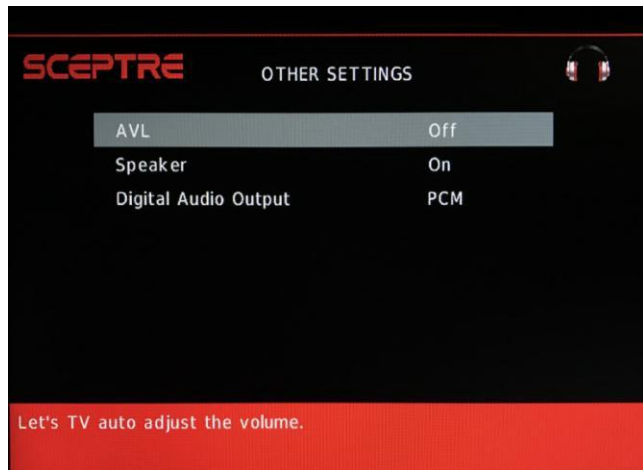 SCEPTRE
OTHER SETTINGS
AVL Off
Speaker On
Digital Audio Output PCM
Let's TV auto adjust the volume.